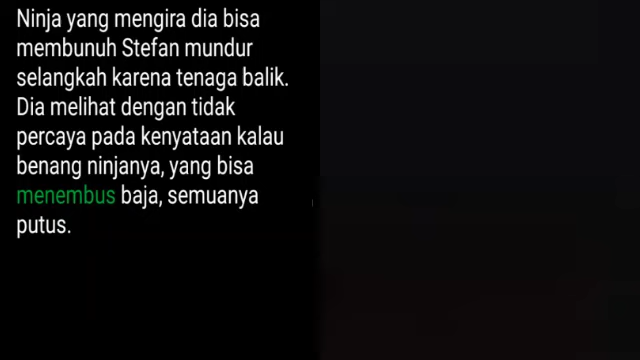 Ninja yang mengira dia bisa
membunuh Stefan mundur
selangkah karena tenaga balik.
Dia melihat dengan tidak
percaya pada kenyataan kalau
benang ninjanya, yang bisa
menembus baja, semuanya
putus.